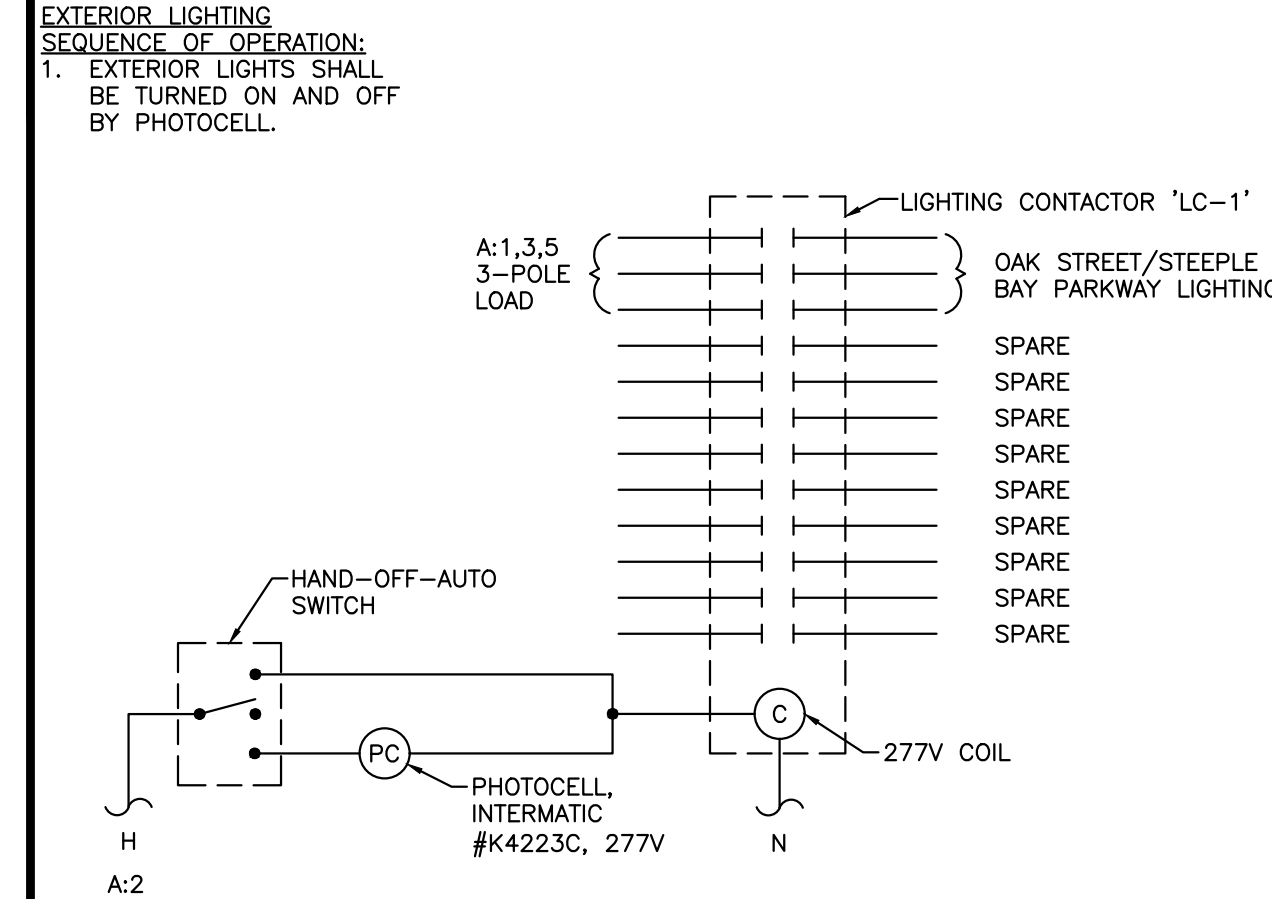 EXTERIOR LIGHTING
SEQUENCE OF OPERATION:
1. EXTERIOR LIGHTS SHALL
BE TURNED ON AND OFF
BY PHOTOCELL.
LIGHTING CONTACTOR 'LC-1'
A:1,3,5
3-POLE
LOAD
OAK STREET/STEEPLE
BAY PARKWAY LIGHTING
SPARE
SPARE
SPARE
SPARE
SPARE
SPARE
SPARE
SPARE
SPARE
HAND-OFF-AUTO
SWITCH
C
277V COIL
PC
PHOTOCELL,
INTERMATIC
#K4223C, 277V
H
A:2
N